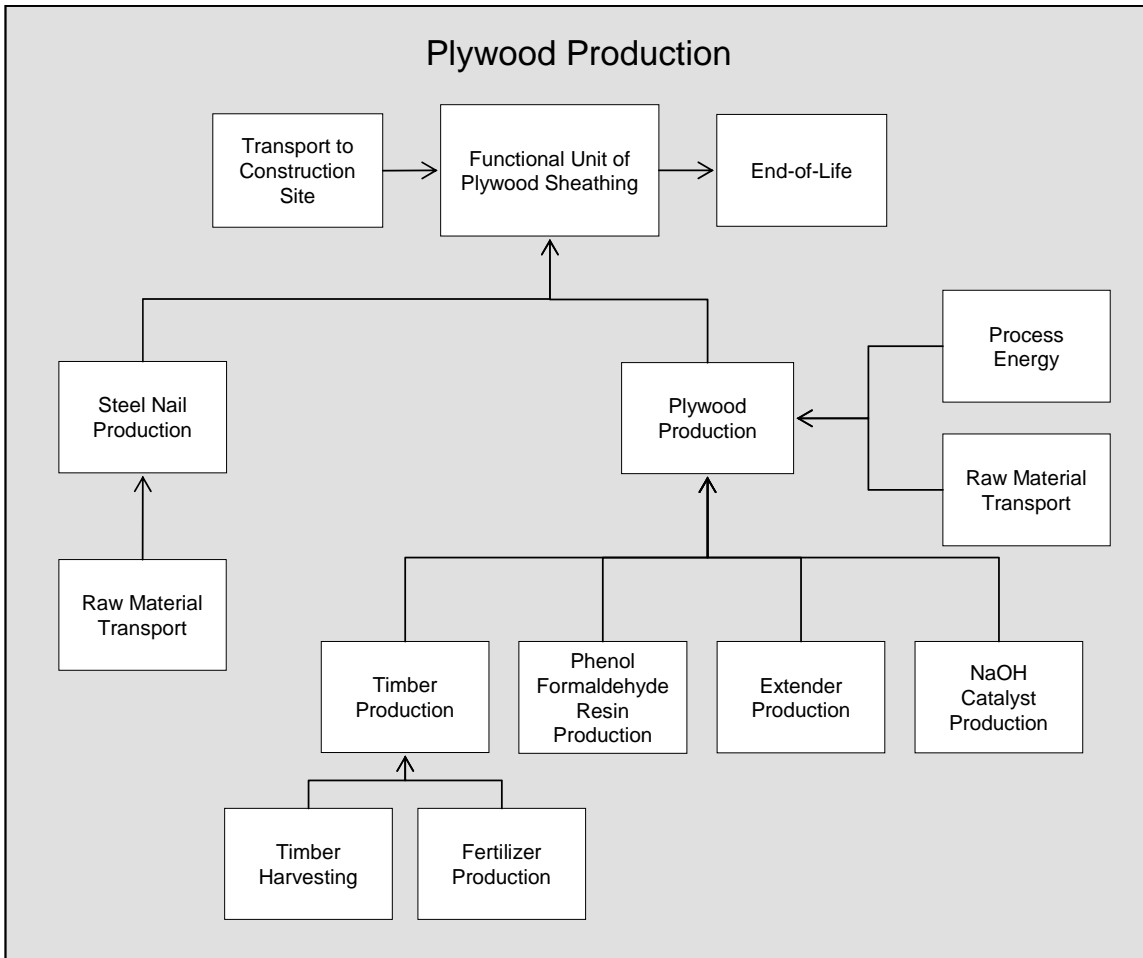 Plywood Production
Transport to
Construction
Site
Functional Unit of
Plywood Sheathing
End-of-Life
Process
Energy
Steel Nail
Production
Plywood
Production
Raw Material
Transport
Raw Material
Transport
Timber
Production
Phenol
Formaldehyde
Resin
Production
Extender
Production
NaOH
Catalyst
Production
Timber
Harvesting
Fertilizer
Production